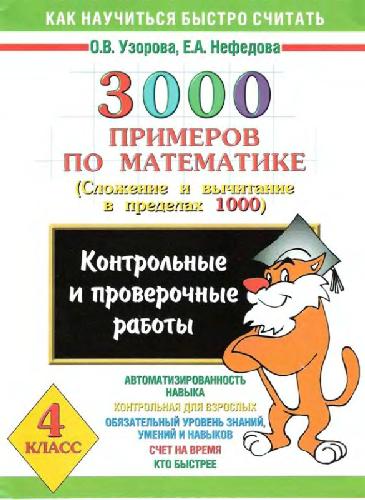 КАК НАУЧИТЬСЯ БЫСТРО СЧИТАТЬ
О.В. Узорова, Е.А. Нефедова
3000
ПРИМЕРОВ
ПО МАТЕМАТИКЕ
(Сложение и вычитание
в пределах 1000)
Контрольные
и проверочные
работы
АВТОМАТИЗИРОВАННОСТЬ
НАВЫКА
КОНТРОЛЬНАЯ ДЛЯ ВЗРОСЛЫХ
ОБЯЗАТЕЛЬНЫЙ УРОВЕНЬ ЗНАНИЙ,
УМЕНИЙ И НАВЫКОВ
СЧЕТ НА ВРЕМЯ
КТО БЫСТРЕЕ
4
КЛАСС